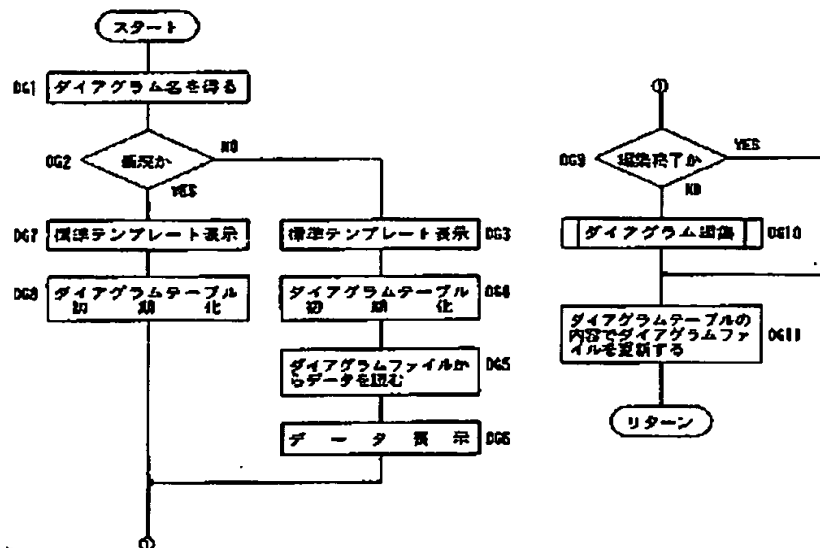 スタート
DG1 ダイアグラム名を得る
DG2 新規か NO
YES
DG7 標準テンプレート表示
標準テンプレート表示 DG3
DG8 ダイアグラムテーブル
初期化
ダイアグラムテーブル DG4
初期化
ダイアグラムファイルか DG5
らデータを読む
データ表示 DG6
①
①
DG9 編集終了か YES
NO
ダイアグラム編集 DG10
ダイアグラムテーブルの
内容でダイアグラムファ DG11
イルを更新する
リターン